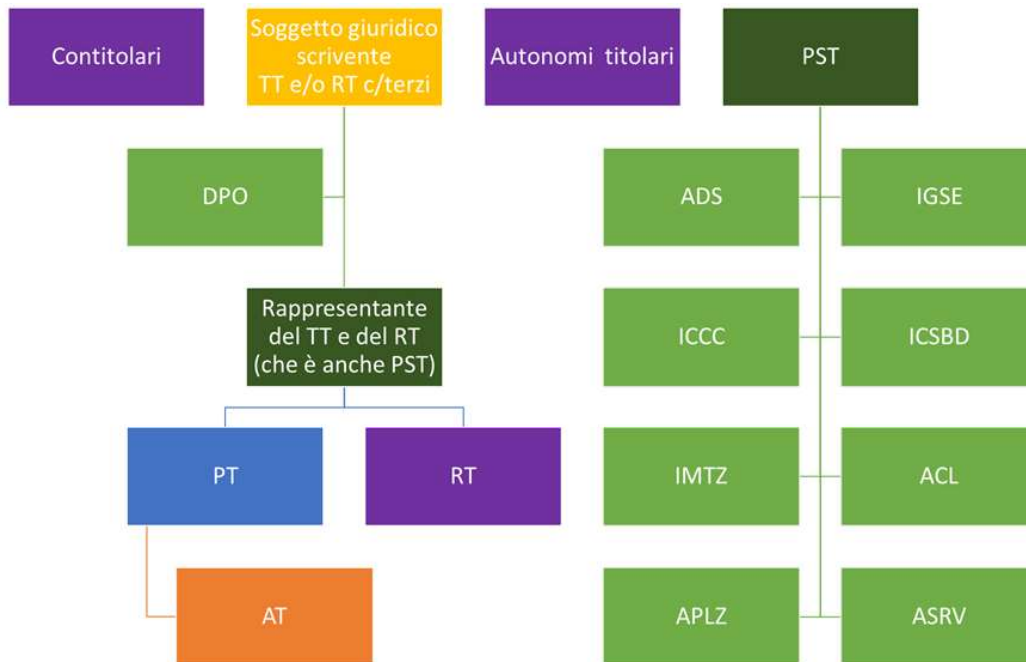 Contitolari
Soggetto giuridico
scrivente
TT e/o RT c/terzi
Autonomi titolari
PST
DPO
ADS
IGSE
Rappresentante
del TT e del RT
(che è anche PST)
ICCC
ICSBD
PT
RT
IMTZ
ACL
AT
APLZ
ASRV